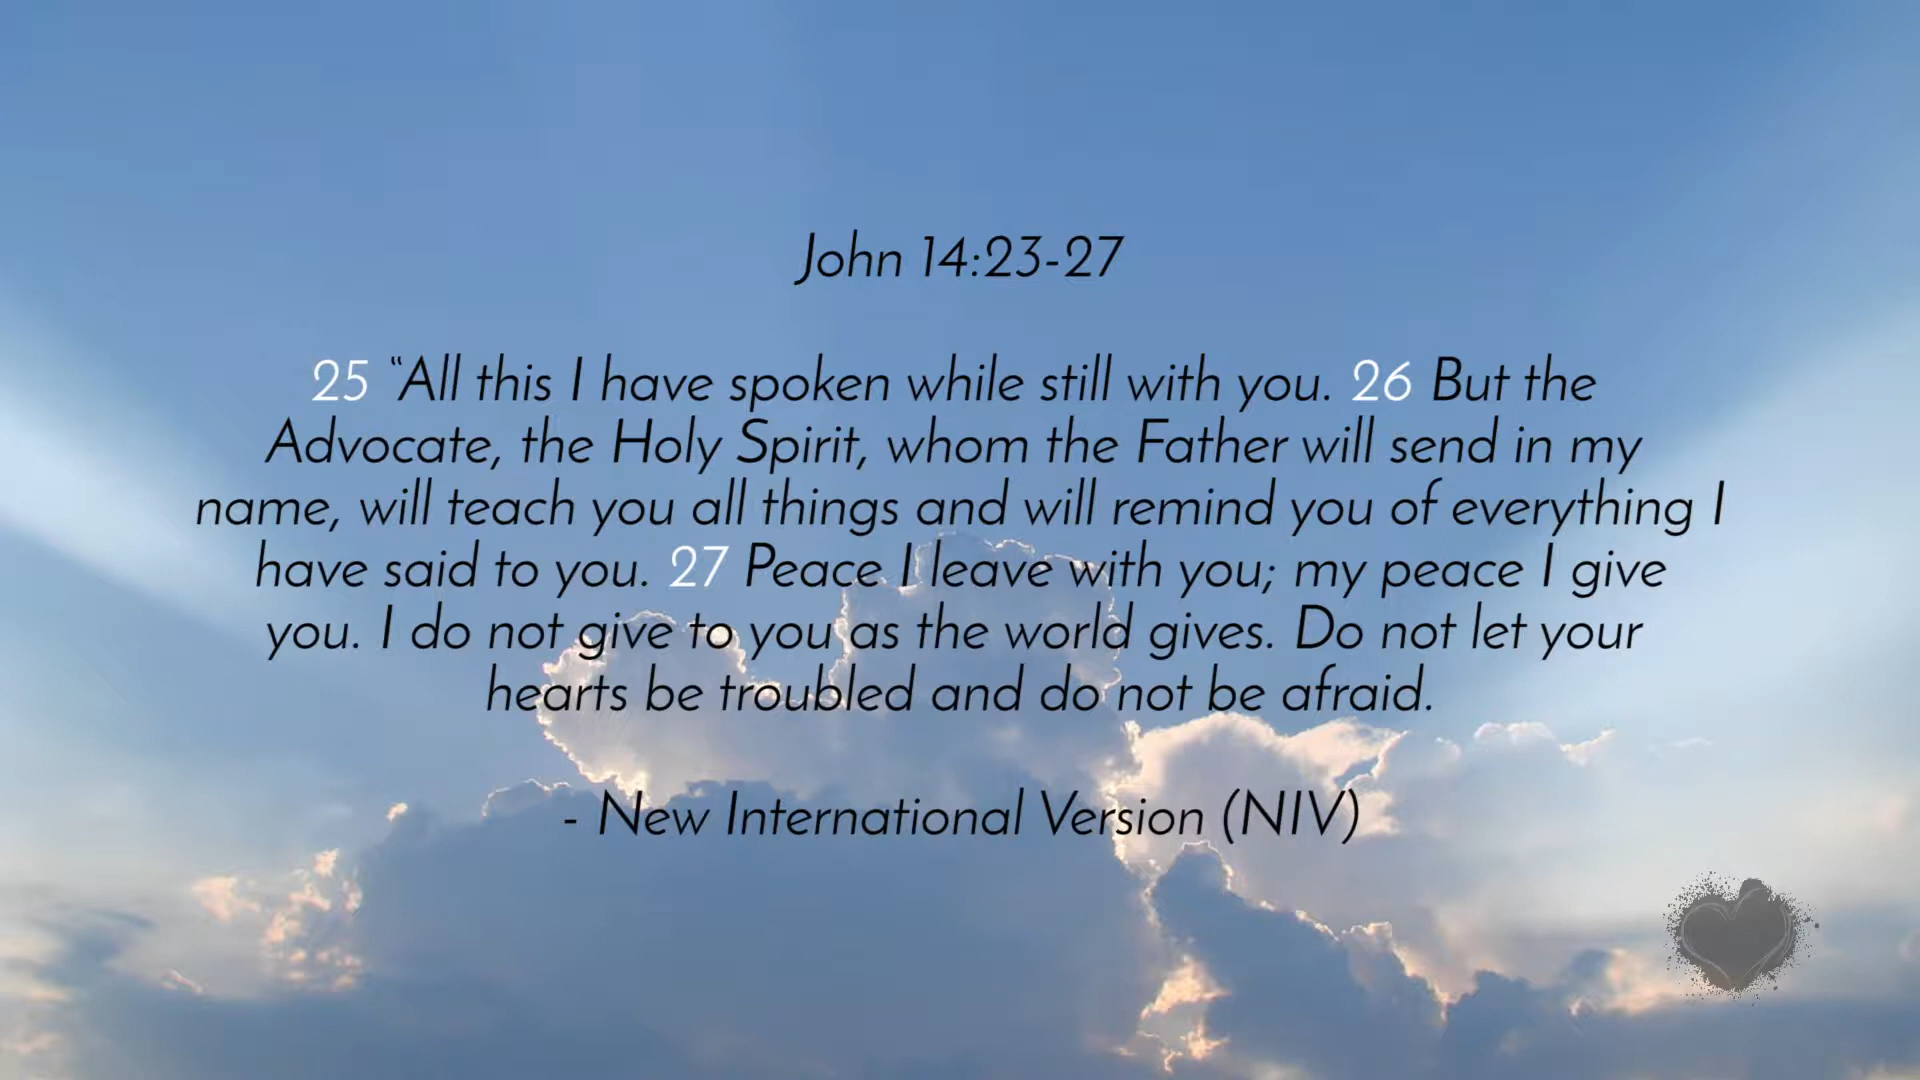 John 14:23-27
25 “All this I have spoken while still with you. 26 But the
Advocate, the Holy Spirit, whom the Father will send in my
name, will teach you all things and will remind you of everything I
have said to you. 27 Peace I leave with you; my peace I give
you. I do not give to you as the world gives. Do not let your
hearts be troubled and do not be afraid.
- New International Version (NIV)